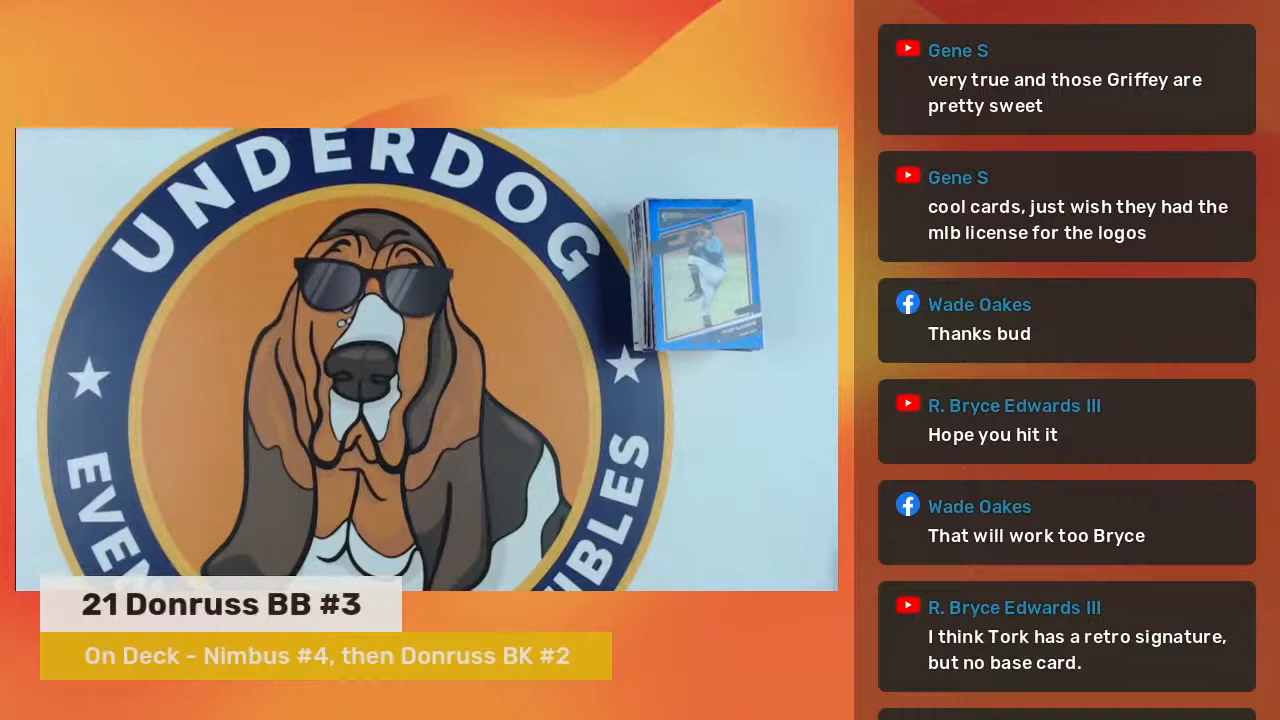 UNDERDOG
EVEN
IBLES
21 Donruss BB #3
On Deck - Nimbus #4, then Donruss BK #2
Gene S
very true and those Griffey are
pretty sweet
Gene S
cool cards, just wish they had the
mlb license for the logos
Wade Oakes
Thanks bud
R. Bryce Edwards III
Hope you hit it
Wade Oakes
That will work too Bryce
R. Bryce Edwards III
I think Tork has a retro signature,
but no base card.